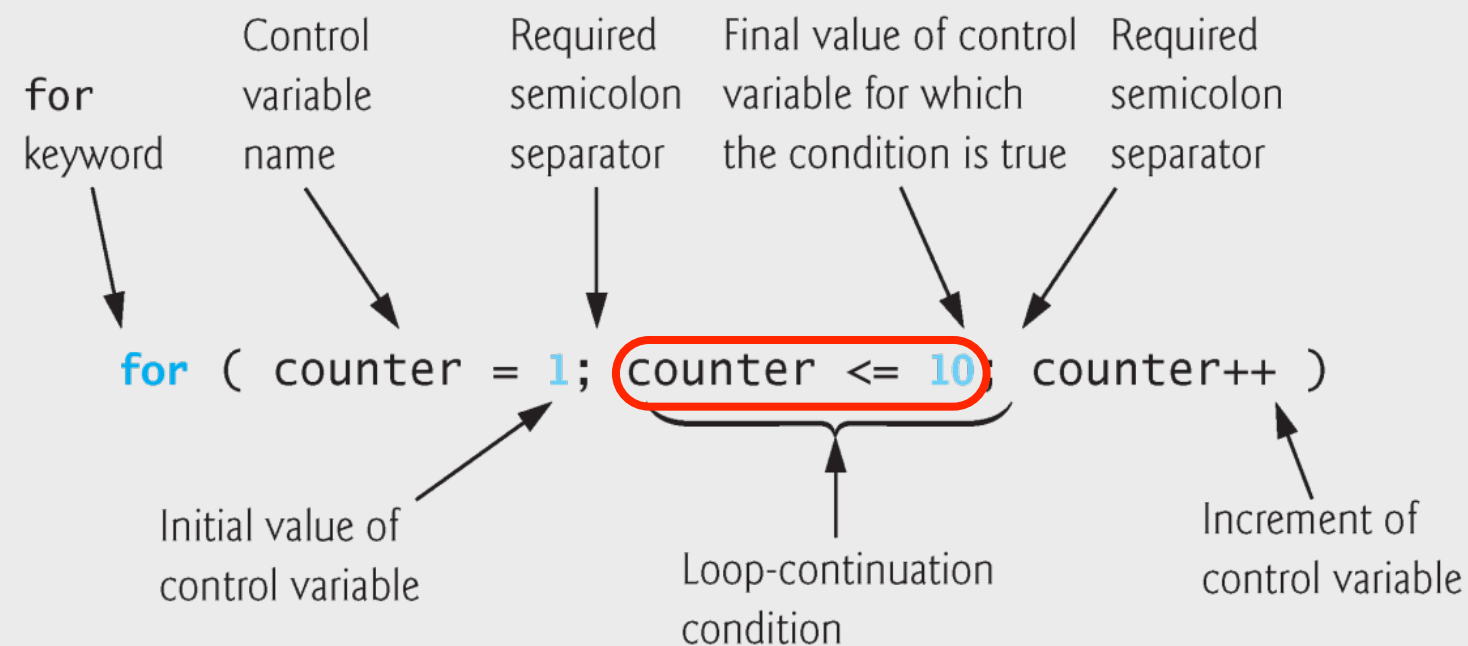 for
keyword
Control
variable
name
Required
semicolon
separator
Final value of control
variable for which
the condition is true
Required
semicolon
separator
for ( counter = 1; counter <= 10; counter++ )
Initial value of
control variable
Loop-continuation
condition
Increment of
control variable